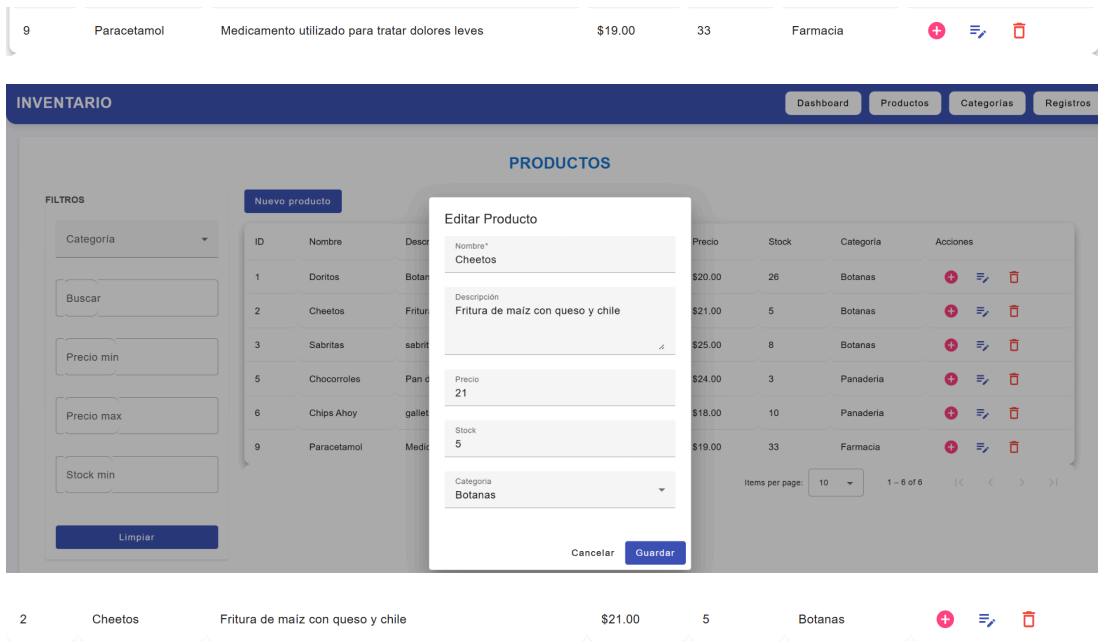 9 Paracetamol Medicamento utilizado para tratar dolores leves $19.00 33 Farmacia
INVENTARIO Dashboard Productos Categorías Registros
PRODUCTOS
FILTROS
Nuevo producto
Categoría
Buscar
Precio min
Precio max
Stock min
Limpiar
ID Nombre Descr Precio Stock Categoría Acciones
1 Doritos Botan $20.00 26 Botanas
2 Cheetos Fritur $21.00 5 Botanas
3 Sabritas sabrit $25.00 8 Botanas
5 Chocorroles Pan d $24.00 3 Panaderia
6 Chips Ahoy gallet $18.00 10 Panaderia
9 Paracetamol Medic $19.00 33 Farmacia
Items per page: 10 1 – 6 of 6
Editar Producto
Nombre*
Cheetos
Descripción
Fritura de maíz con queso y chile
Precio
21
Stock
5
Categoria
Botanas
Cancelar Guardar
2 Cheetos Fritura de maíz con queso y chile $21.00 5 Botanas